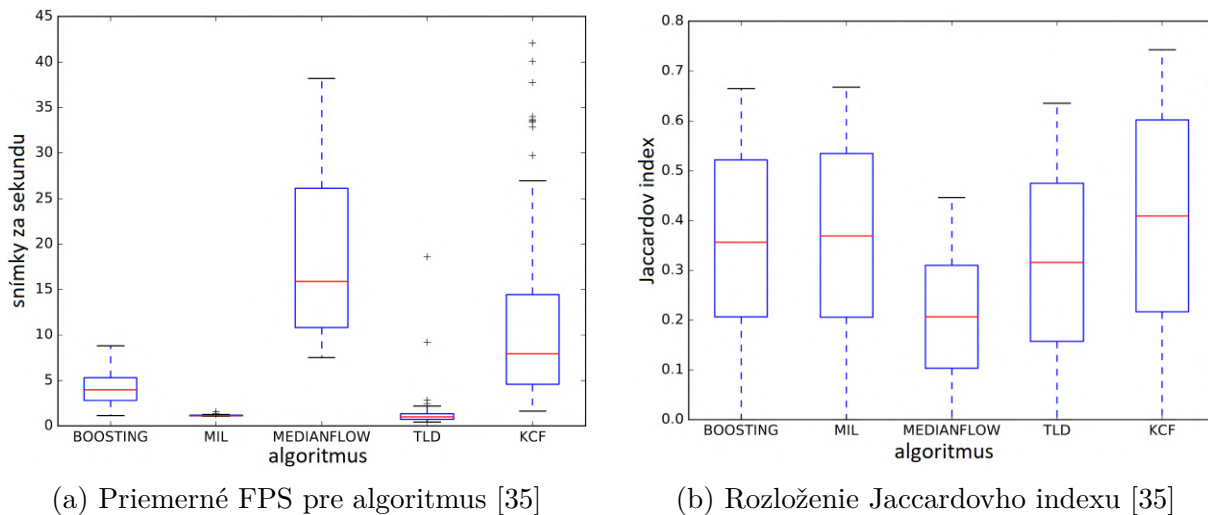 45
40
35
30
25
20
15
10
5
0
snímky za sekundu
BOOSTING MIL MEDIANFLOW TLD KCF
algoritmus
(a) Priemerné FPS pre algoritmus [35]
0.8
0.7
0.6
0.5
0.4
0.3
0.2
0.1
0.0
Jaccardov index
BOOSTING MIL MEDIANFLOW TLD KCF
algoritmus
(b) Rozloženie Jaccardovho indexu [35]